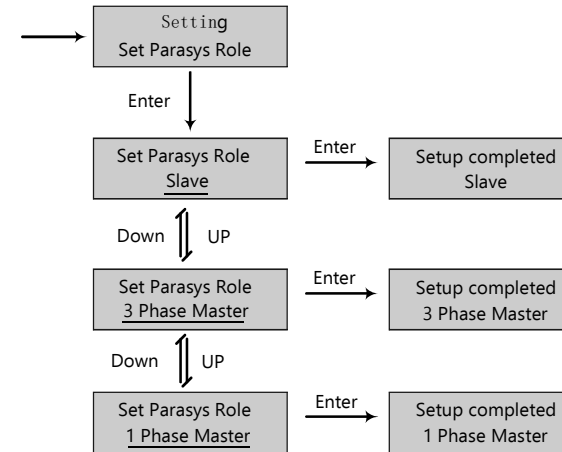 Setting
Set Parasys Role
Enter
Set Parasys Role
Slave
Enter
Setup completed
Slave
Down
UP
Set Parasys Role
3 Phase Master
Enter
Setup completed
3 Phase Master
Down
UP
Set Parasys Role
1 Phase Master
Enter
Setup completed
1 Phase Master